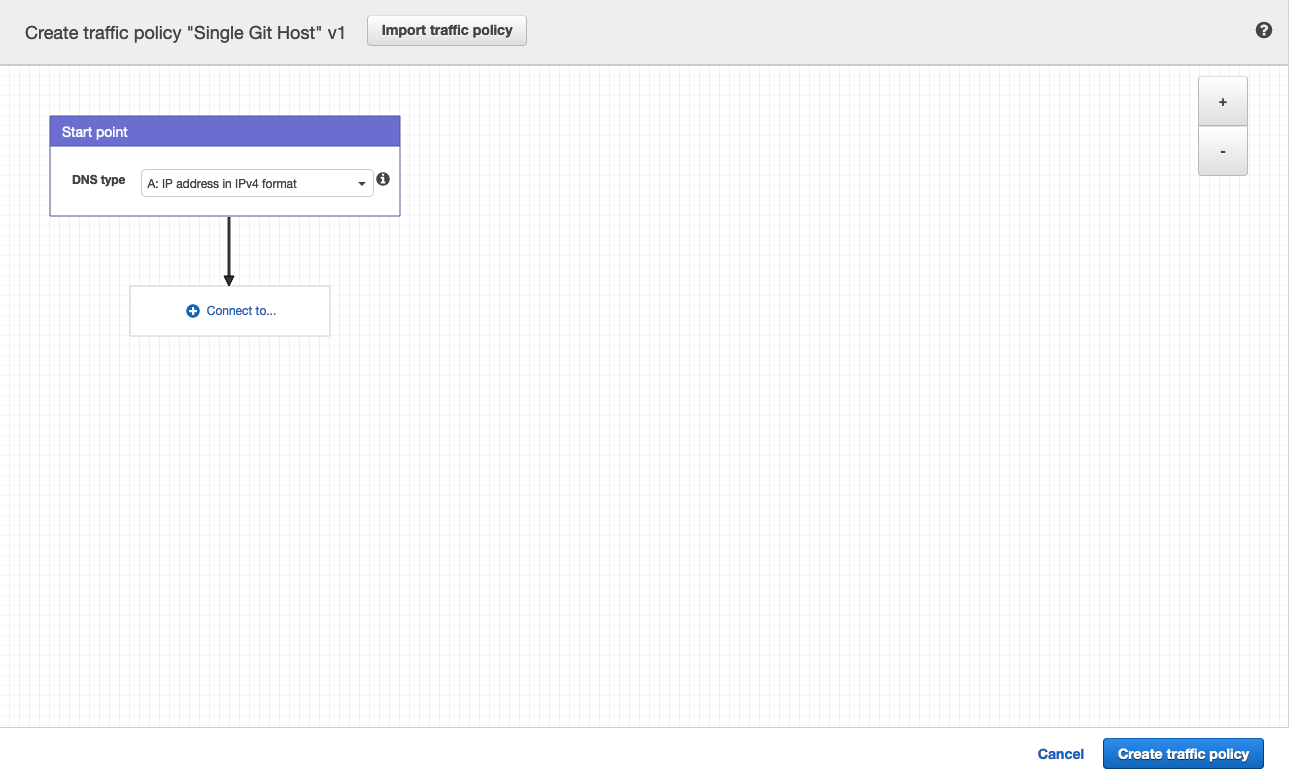 Create traffic policy "Single Git Host" v1
Import traffic policy
?
+
-
Start point
DNS type
A: IP address in IPv4 format
i
Connect to...
Cancel
Create traffic policy